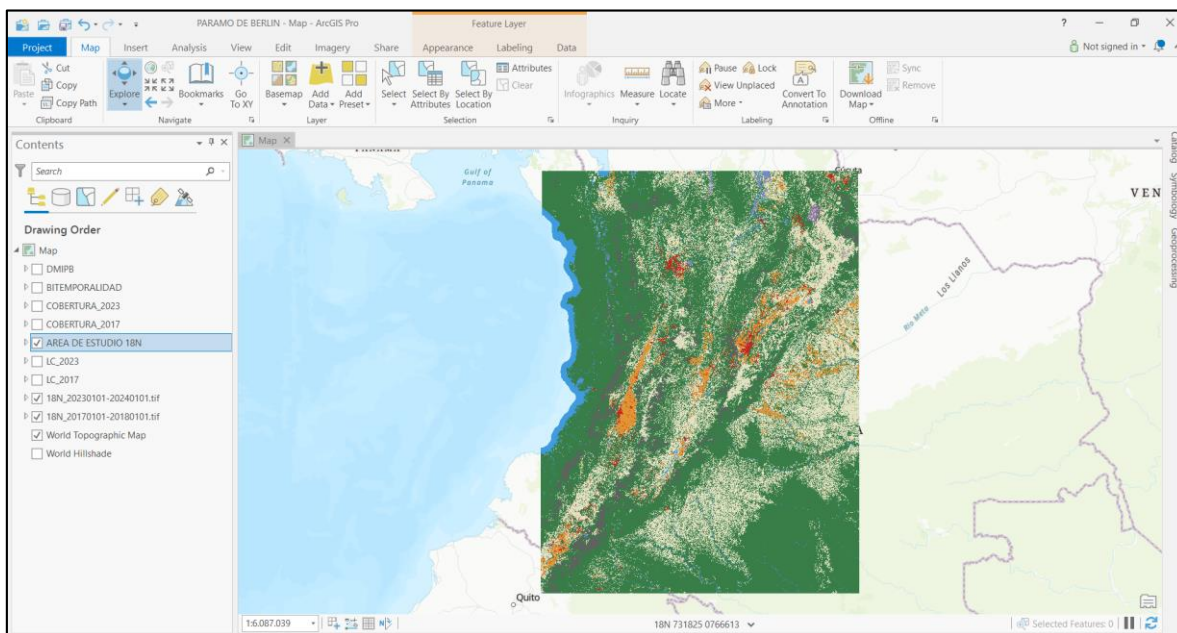 PARAMO DE BERLIN - Map - ArcGIS Pro
Feature Layer
?
Project Map Insert Analysis View Edit Imagery Share Appearance Labeling Data
Not signed in
Paste
Cut
Copy
Copy Path
Clipboard
Explore
Bookmarks
Go To XY
Navigate
Basemap
Add Data
Add Preset
Layer
Select
Select By Attributes
Select By Location
Attributes
Clear
Selection
Infographics
Measure
Locate
Inquiry
Pause Lock
View Unplaced
More
Convert To Annotation
Labeling
Download Map
Sync
Remove
Offline
Contents
Search
Drawing Order
Map
DMIPB
BITEMPORALIDAD
COBERTURA_2023
COBERTURA_2017
AREA DE ESTUDIO 18N
LC_2023
LC_2017
18N_20230101-20240101.tif
18N_20170101-20180101.tif
World Topographic Map
World Hillshade
Map
PANAMA
Gulf of
Panama
Cúcuta
VEN
Los Llanos
Rio Meta
A
Quito
1:6.087.039
18N 731825 0766613
Selected Features: 0
Catalog
Symbology
Geoprocessing